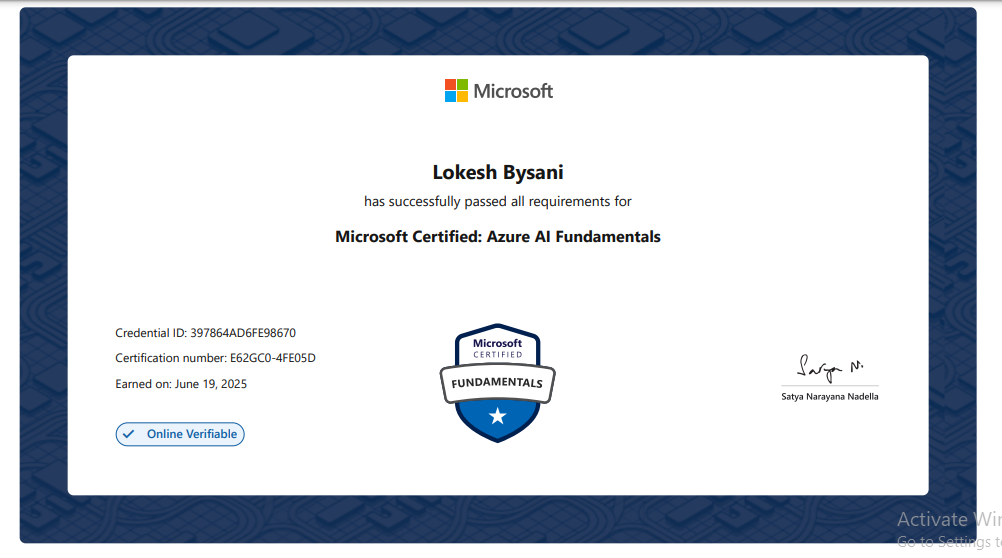 Microsoft
Lokesh Bysani
has successfully passed all requirements for
Microsoft Certified: Azure AI Fundamentals
Credential ID: 397864AD6FE98670
Certification number: E62GC0-4FE05D
Earned on: June 19, 2025
Online Verifiable
Microsoft
CERTIFIED
FUNDAMENTALS
Satya N.
Satya Narayana Nadella
Activate Win
Go to Settings t